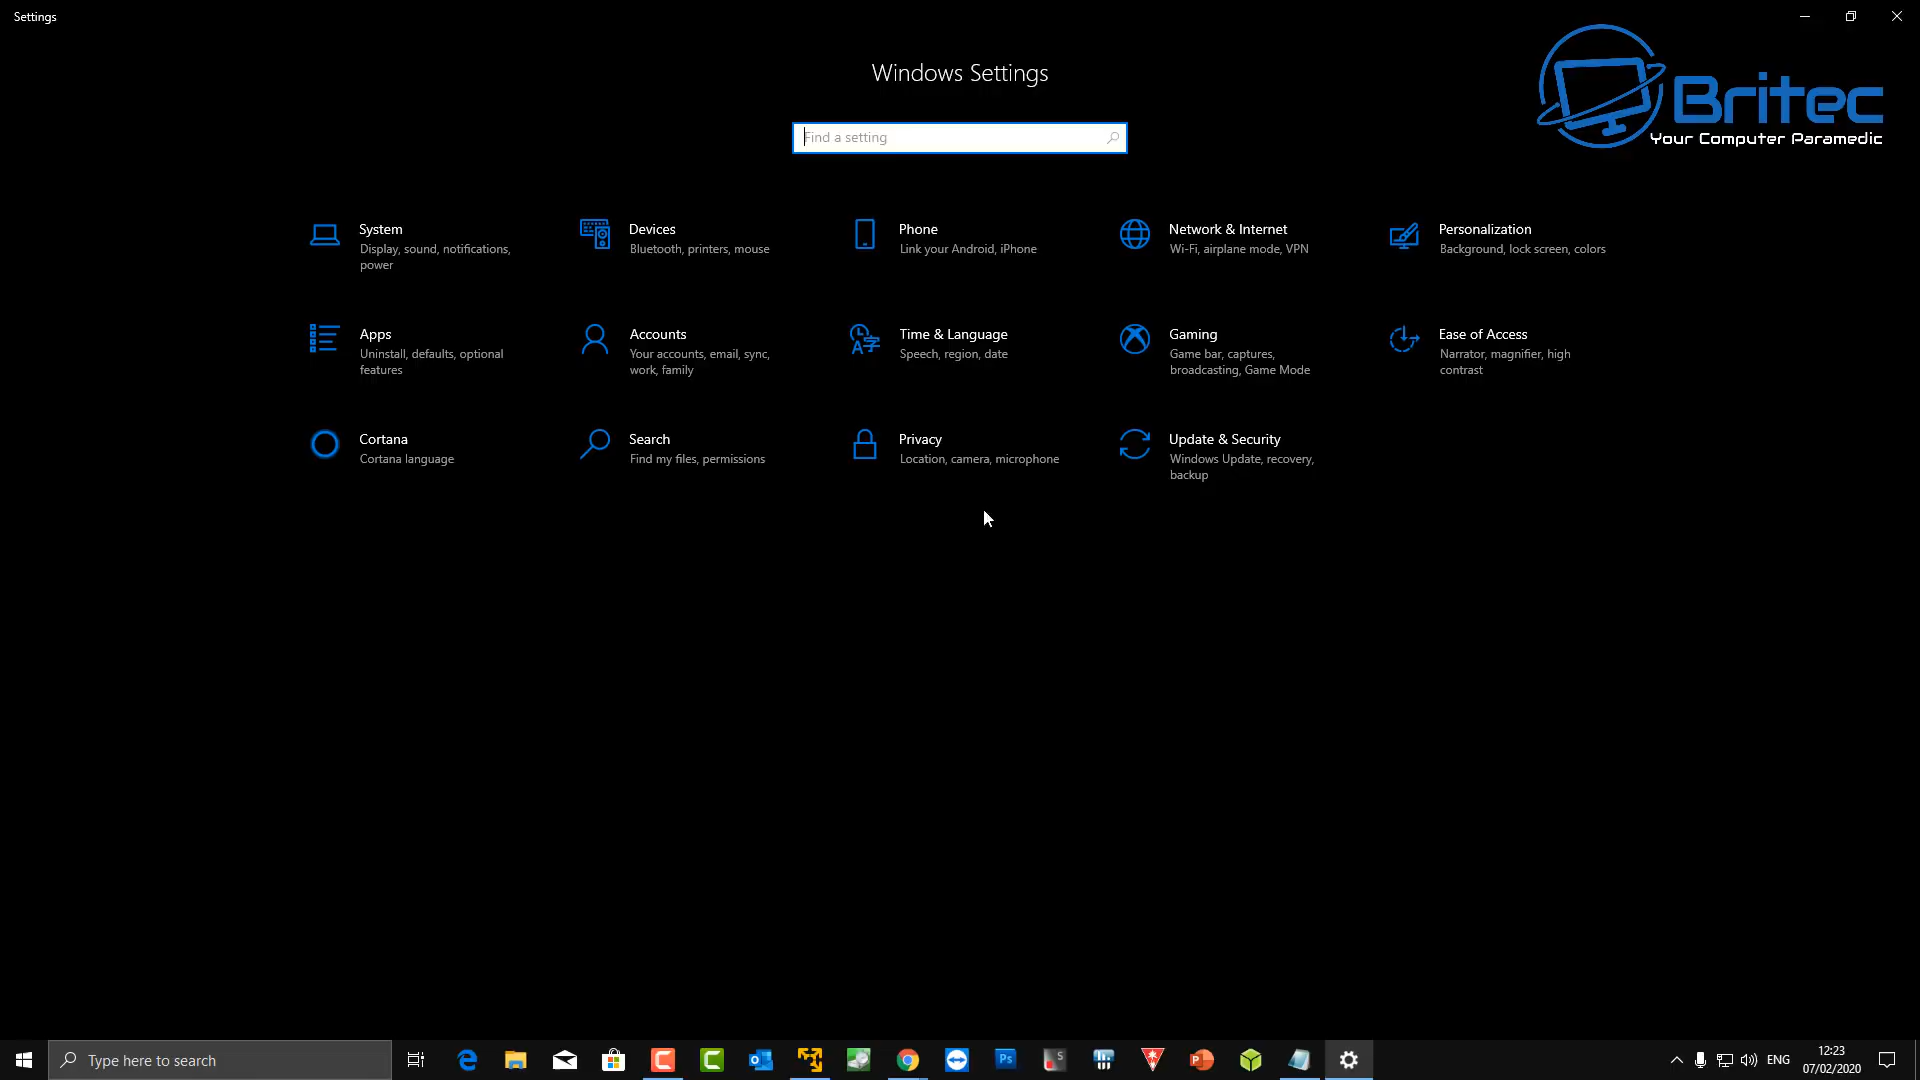 Settings
Windows Settings
Find a setting
Britec
Your Computer Paramedic
System
Display, sound, notifications,
power
Devices
Bluetooth, printers, mouse
Phone
Link your Android, iPhone
Network & Internet
Wi-Fi, airplane mode, VPN
Personalization
Background, lock screen, colors
Apps
Uninstall, defaults, optional
features
Accounts
Your accounts, email, sync,
work, family
Time & Language
Speech, region, date
Gaming
Game bar, captures,
broadcasting, Game Mode
Ease of Access
Narrator, magnifier, high
contrast
Cortana
Cortana language
Search
Find my files, permissions
Privacy
Location, camera, microphone
Update & Security
Windows Update, recovery,
backup
Type here to search
ENG
12:23
07/02/2020